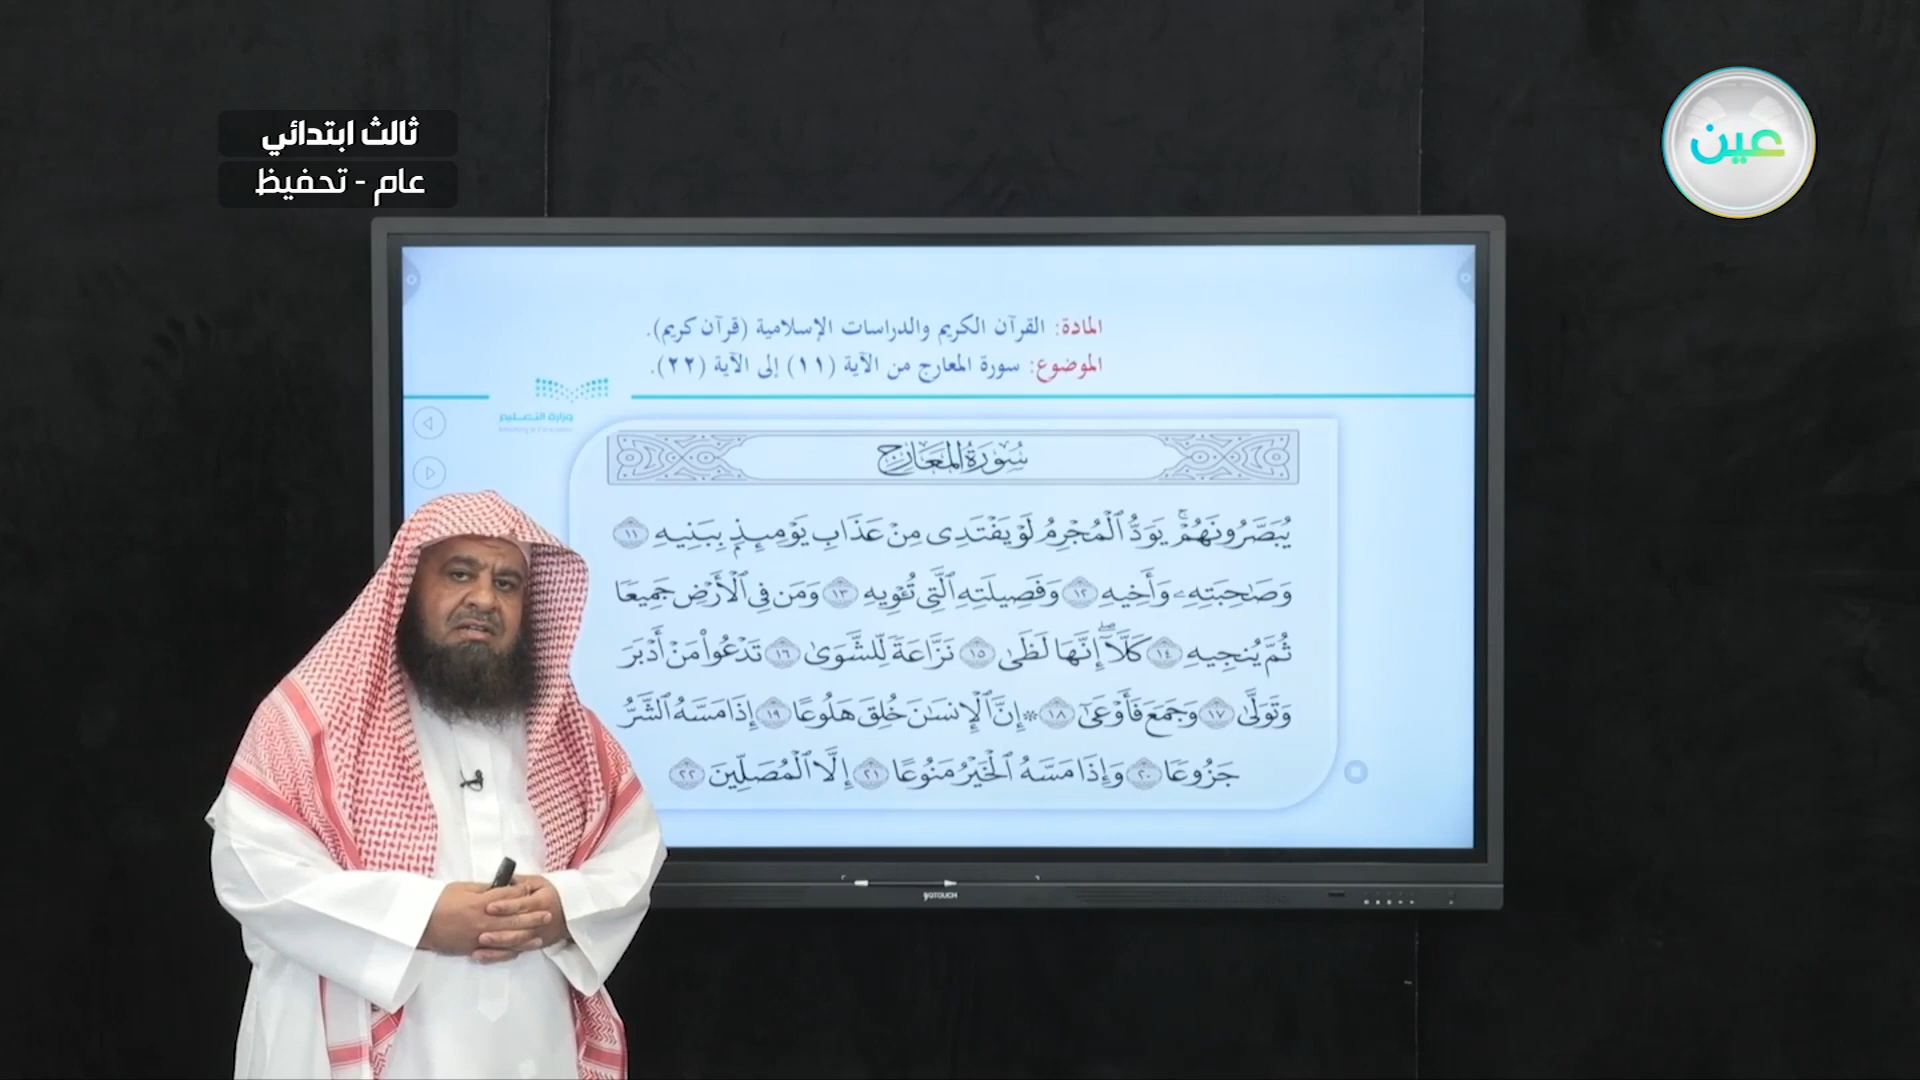 ثالث ابتدائي
عام - تحفيظ
عين
المادة: القرآن الكريم والدراسات الإسلامية (قرآن كريم).
الموضوع: سورة المعارج من الآية (١١) إلى الآية (٢٢).
وزارة التعليم
سُورَةُ المَعَارِجِ
يُبَصَّرُونَهُمْۚ يَوَدُّ ٱلْمُجْرِمُ لَوْ يَفْتَدِى مِنْ عَذَابِ يَوْمِئِذٍۭ بِبَنِيهِ ١١
وَصَٰحِبَتِهِۦ وَأَخِيهِ ١٢ وَفَصِيلَتِهِ ٱلَّتِى تُـْٔوِيهِ ١٣ وَمَن فِى ٱلْأَرْضِ جَمِيعًا
ثُمَّ يُنجِيهِ ١٤ كَلَّآۖ إِنَّهَا لَظَىٰ ١٥ نَزَّاعَةً لِّلشَّوَىٰ ١٦ تَدْعُوا۟ مَنْ أَدْبَرَ
وَتَوَلَّىٰ ١٧ وَجَمَعَ فَأَوْعَىٰٓ ١٨ ۞ إِنَّ ٱلْإِنسَٰنَ خُلِقَ هَلُوعًا ١٩ إِذَا مَسَّهُ ٱلشَّرُّ
جَزُوعًا ٢٠ وَإِذَا مَسَّهُ ٱلْخَيْرُ مَنُوعًا ٢١ إِلَّا ٱلْمُصَلِّينَ ٢٢